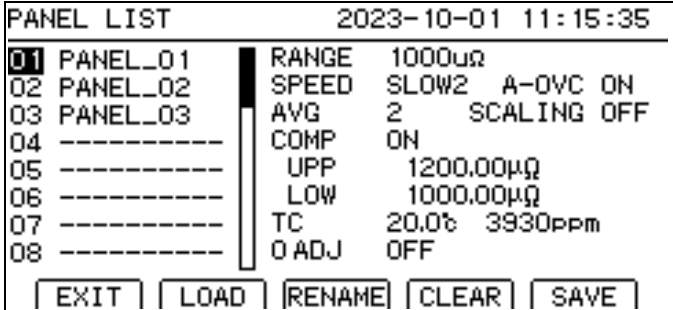 PANEL LIST 2023-10-01 11:15:35
01 PANEL_01 RANGE 1000uΩ
02 PANEL_02 SPEED SLOW2 A-OVC ON
03 PANEL_03 AVG 2 SCALING OFF
04 ---------- COMP ON
05 ---------- UPP 1200.00μΩ
06 ---------- LOW 1000.00μΩ
07 ---------- TC 20.0℃ 3930ppm
08 ---------- 0 ADJ OFF
EXIT LOAD RENAME CLEAR SAVE